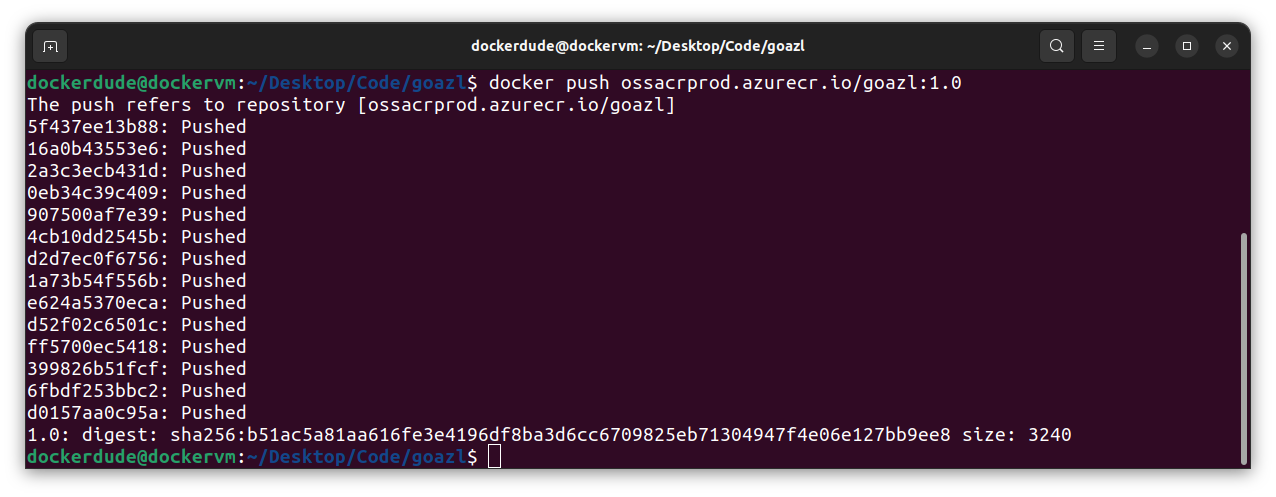 dockerdude@dockervm: ~/Desktop/Code/goazl
dockerdude@dockervm:~/Desktop/Code/goazl$ docker push ossacrprod.azurecr.io/goazl:1.0
The push refers to repository [ossacrprod.azurecr.io/goazl]
5f437ee13b88: Pushed
16a0b43553e6: Pushed
2a3c3ecb431d: Pushed
0eb34c39c409: Pushed
907500af7e39: Pushed
4cb10dd2545b: Pushed
d2d7ec0f6756: Pushed
1a73b54f556b: Pushed
e624a5370eca: Pushed
d52f02c6501c: Pushed
ff5700ec5418: Pushed
399826b51fcf: Pushed
6fbdf253bbc2: Pushed
d0157aa0c95a: Pushed
1.0: digest: sha256:b51ac5a81aa616fe3e4196df8ba3d6cc6709825eb71304947f4e06e127bb9ee8 size: 3240
dockerdude@dockervm:~/Desktop/Code/goazl$